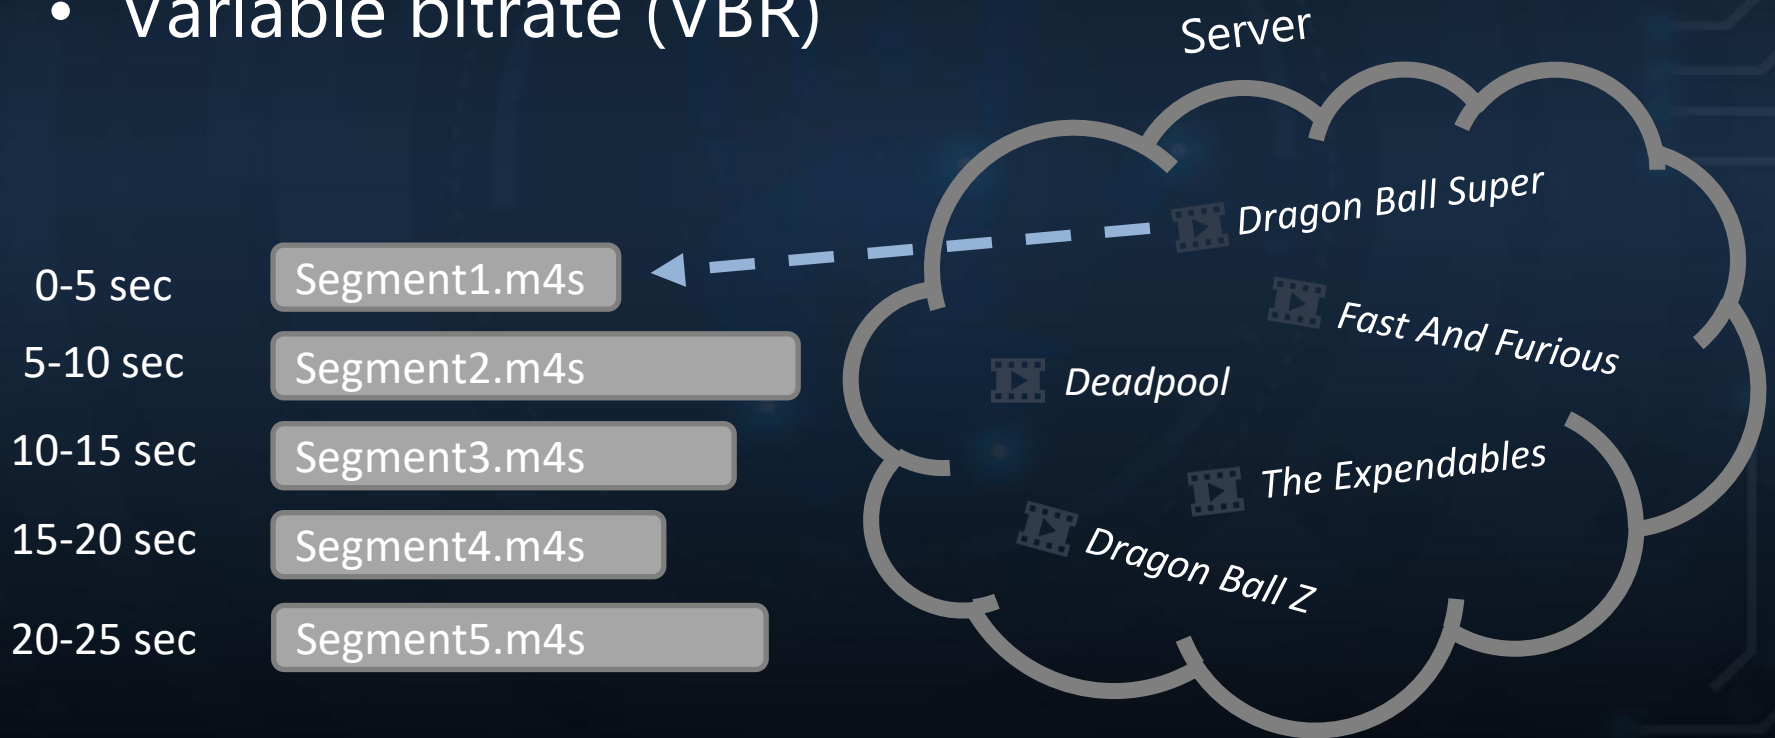 • Variable bitrate (VBR)
Server
Dragon Ball Super
Fast And Furious
Deadpool
The Expendables
Dragon Ball Z
0-5 sec
Segment1.m4s
5-10 sec
Segment2.m4s
10-15 sec
Segment3.m4s
15-20 sec
Segment4.m4s
20-25 sec
Segment5.m4s